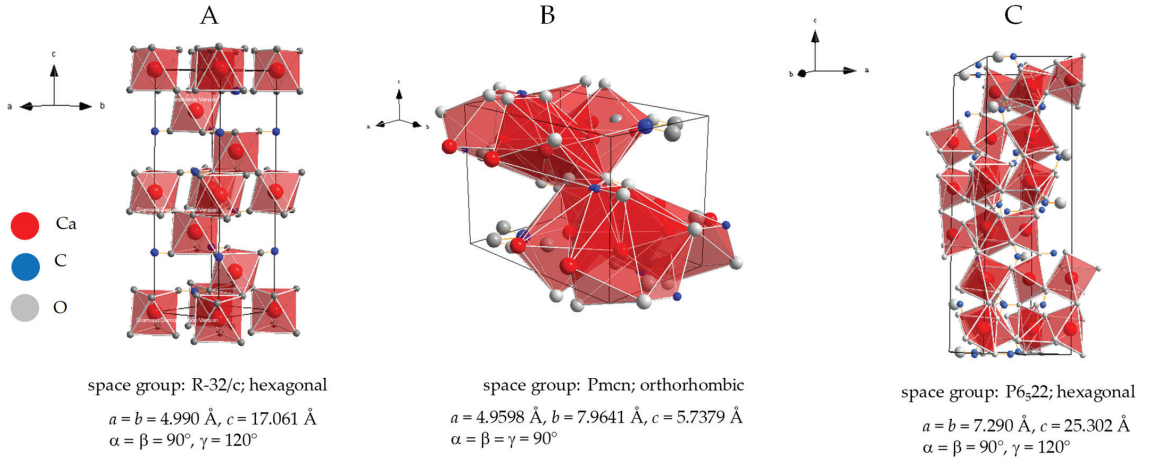 A
B
C
c
a
b
c
a
b
c
b
a
Ca
C
O
space group: R-32/c; hexagonal
a = b = 4.990 Å, c = 17.061 Å
α = β = 90°, γ = 120°
space group: Pmcn; orthorhombic
a = 4.9598 Å, b = 7.9641 Å, c = 5.7379 Å
α = β = γ = 90°
space group: P6₅22; hexagonal
a = b = 7.290 Å, c = 25.302 Å
α = β = 90°, γ = 120°